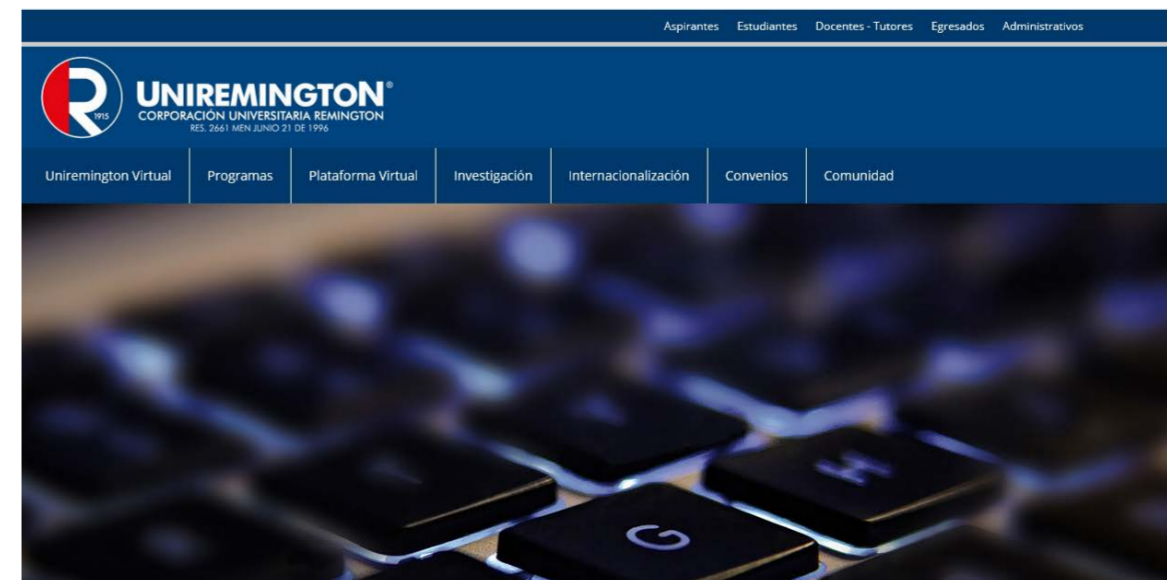 Aspirantes Estudiantes Docentes - Tutores Egresados Administrativos
R
1915
UNIREMINGTON®
CORPORACIÓN UNIVERSITARIA REMINGTON
RES. 2661 MEN JUNIO 21 DE 1996
Uniremington Virtual Programas Plataforma Virtual Investigación Internacionalización Convenios Comunidad
H
G